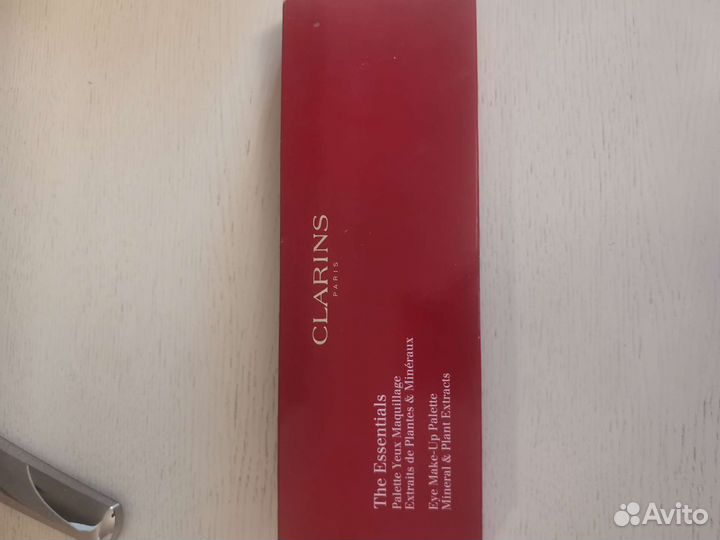 CLARINS
PARIS
The Essentials
Palette Yeux Maquillage
Extraits de Plantes & Minéraux
Eye Make-Up Palette
Mineral & Plant Extracts
Avito